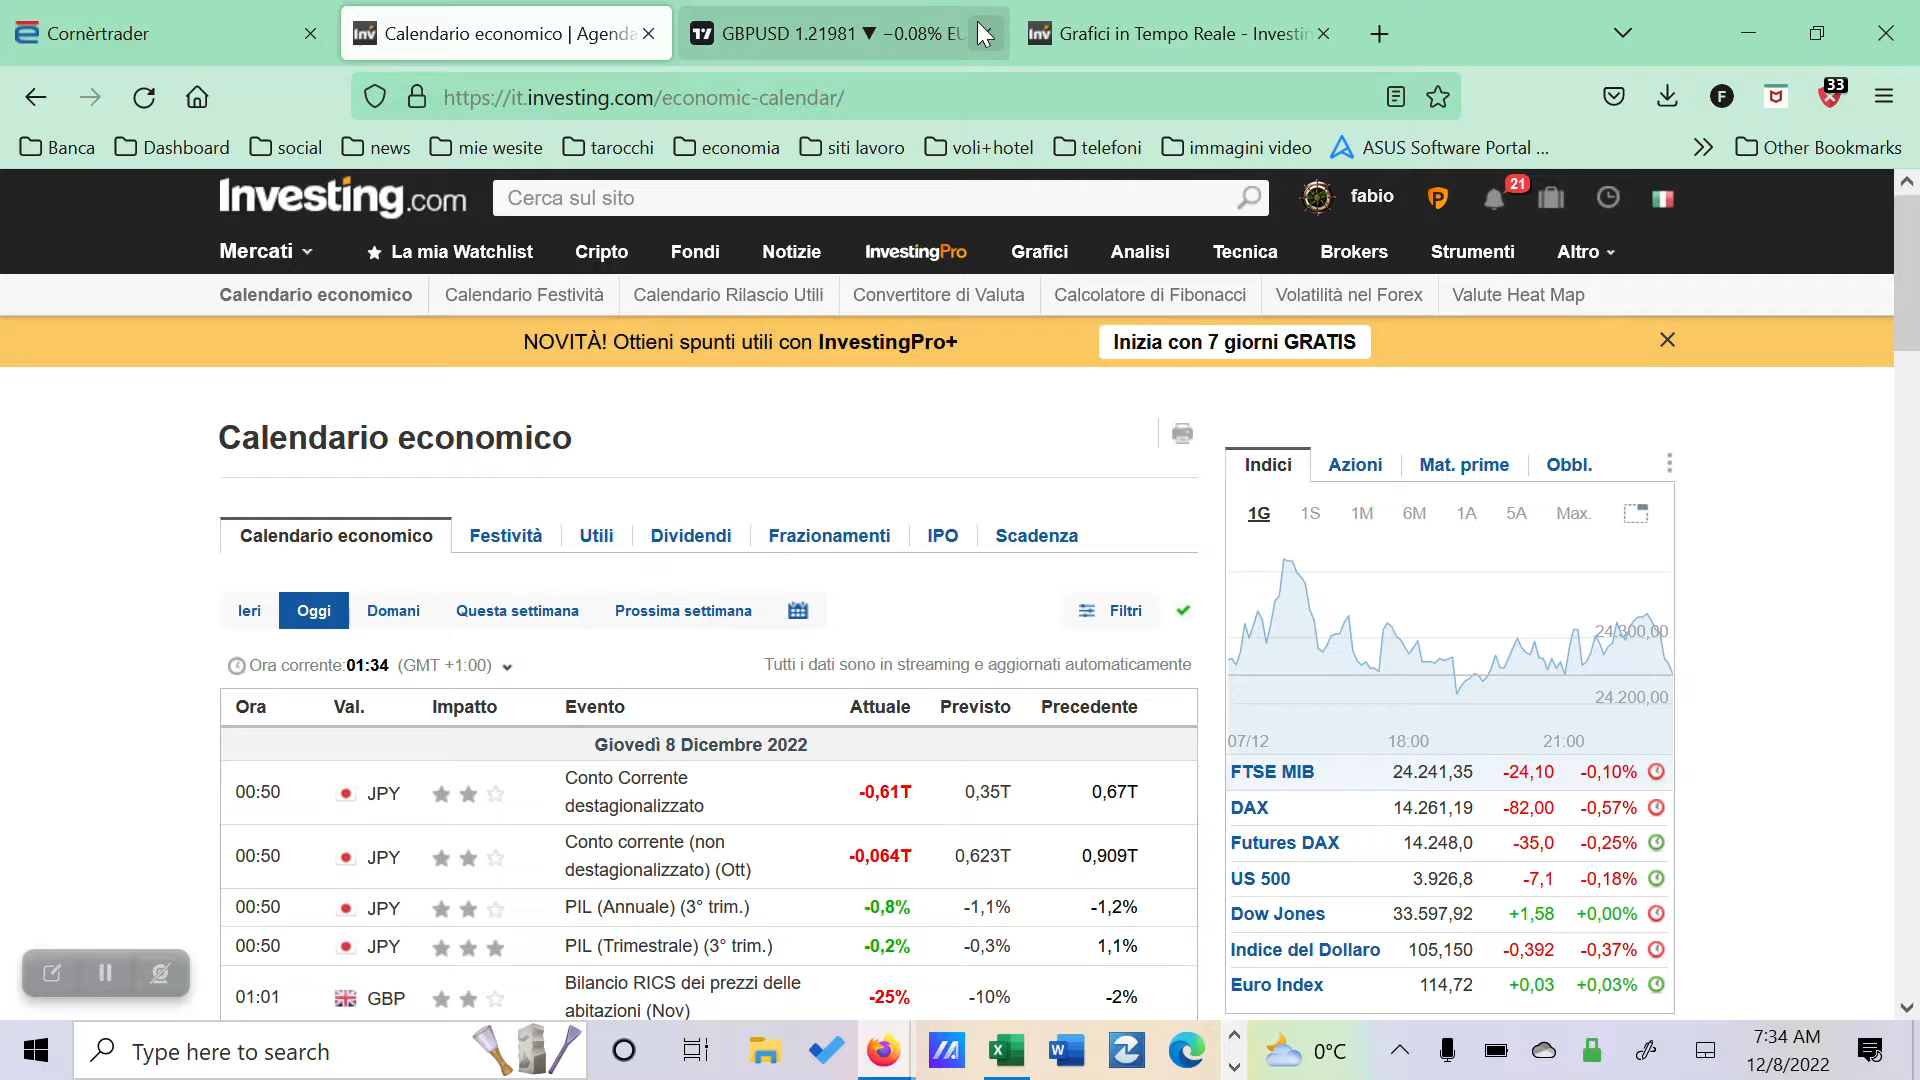 Cornèrtrader
Calendario economico | Agenda
GBPUSD 1.21981 ▼ −0.08% EU
Grafici in Tempo Reale - Investin
https://it.investing.com/economic-calendar/
F
33
Banca
Dashboard
social
news
mie wesite
tarocchi
economia
siti lavoro
voli+hotel
telefoni
immagini video
ASUS Software Portal ...
Other Bookmarks
Investing.com
Cerca sul sito
fabio
21
Mercati
La mia Watchlist
Cripto
Fondi
Notizie
InvestingPro
Grafici
Analisi
Tecnica
Brokers
Strumenti
Altro
Calendario economico
Calendario Festività
Calendario Rilascio Utili
Convertitore di Valuta
Calcolatore di Fibonacci
Volatilità nel Forex
Valute Heat Map
NOVITÀ! Ottieni spunti utili con InvestingPro+
Inizia con 7 giorni GRATIS
Calendario economico
Calendario economico
Festività
Utili
Dividendi
Frazionamenti
IPO
Scadenza
Ieri
Oggi
Domani
Questa settimana
Prossima settimana
Filtri
Ora corrente:01:34 (GMT +1:00)
Tutti i dati sono in streaming e aggiornati automaticamente
Ora Val. Impatto Evento Attuale Previsto Precedente
Giovedì 8 Dicembre 2022
00:50 JPY Conto Corrente destagionalizzato -0,61T 0,35T 0,67T
00:50 JPY Conto corrente (non destagionalizzato) (Ott) -0,064T 0,623T 0,909T
00:50 JPY PIL (Annuale) (3° trim.) -0,8% -1,1% -1,2%
00:50 JPY PIL (Trimestrale) (3° trim.) -0,2% -0,3% 1,1%
01:01 GBP Bilancio RICS dei prezzi delle abitazioni (Nov) -25% -10% -2%
Indici
Azioni
Mat. prime
Obbl.
1G 1S 1M 6M 1A 5A Max.
24.300,00
24.200,00
07/12 18:00 21:00
FTSE MIB 24.241,35 -24,10 -0,10%
DAX 14.261,19 -82,00 -0,57%
Futures DAX 14.248,0 -35,0 -0,25%
US 500 3.926,8 -7,1 -0,18%
Dow Jones 33.597,92 +1,58 +0,00%
Indice del Dollaro 105,150 -0,392 -0,37%
Euro Index 114,72 +0,03 +0,03%
Type here to search
0°C
7:34 AM
12/8/2022